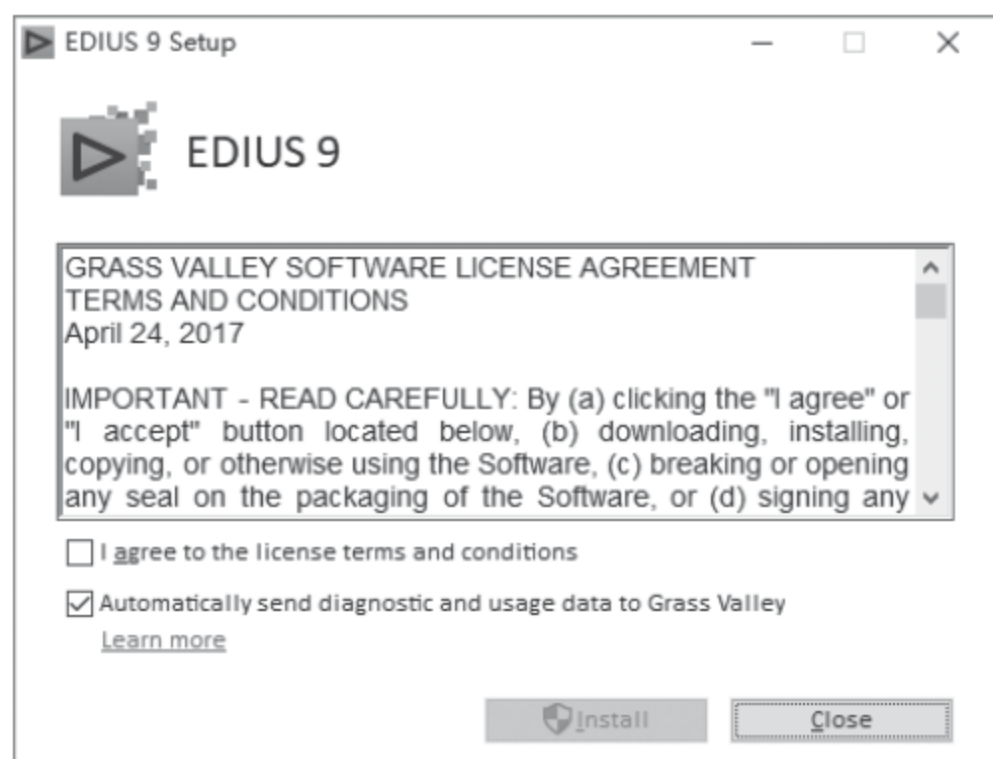 EDIUS 9 Setup
EDIUS 9
GRASS VALLEY SOFTWARE LICENSE AGREEMENT
TERMS AND CONDITIONS
April 24, 2017
IMPORTANT - READ CAREFULLY: By (a) clicking the "I agree" or
"I accept" button located below, (b) downloading, installing,
copying, or otherwise using the Software, (c) breaking or opening
any seal on the packaging of the Software, or (d) signing any
I agree to the license terms and conditions
Automatically send diagnostic and usage data to Grass Valley
Learn more
Install
Close